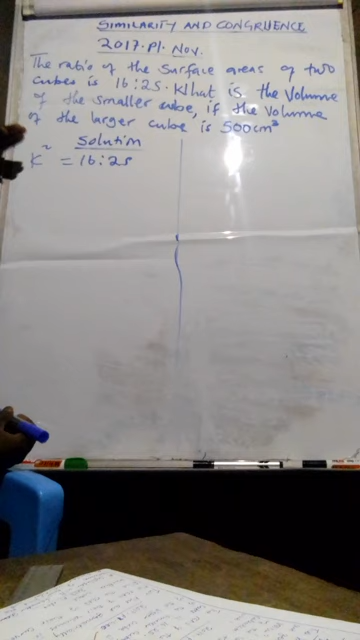 SIMILARITY AND CONGRUENCE
2017. P1. Nov.
The ratio of the surface areas of two
cubes is 16:25. What is the Volume
of the smaller cube, if the volume
of the larger cube is 500cm³
Solution
K² = 16:25